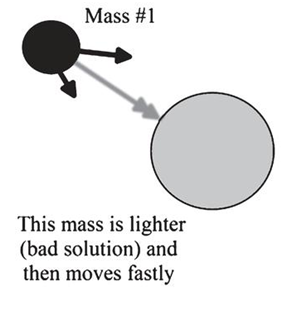 Mass #1
This mass is lighter
(bad solution) and
then moves fastly